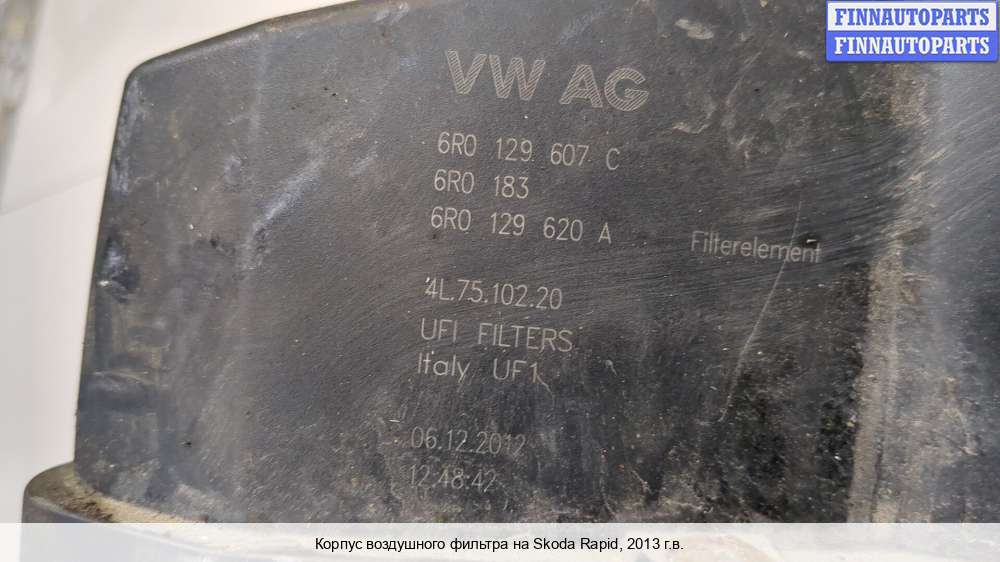 FINNAUTOPARTS
FINNAUTOPARTS
VW AG
6R0 129 607 C
6R0 183
6R0 129 620 A
Filterelement
4L.75.102.20
UFI FILTERS
Italy UF1
06.12.2012
12:48:42
Корпус воздушного фильтра на Skoda Rapid, 2013 г.в.